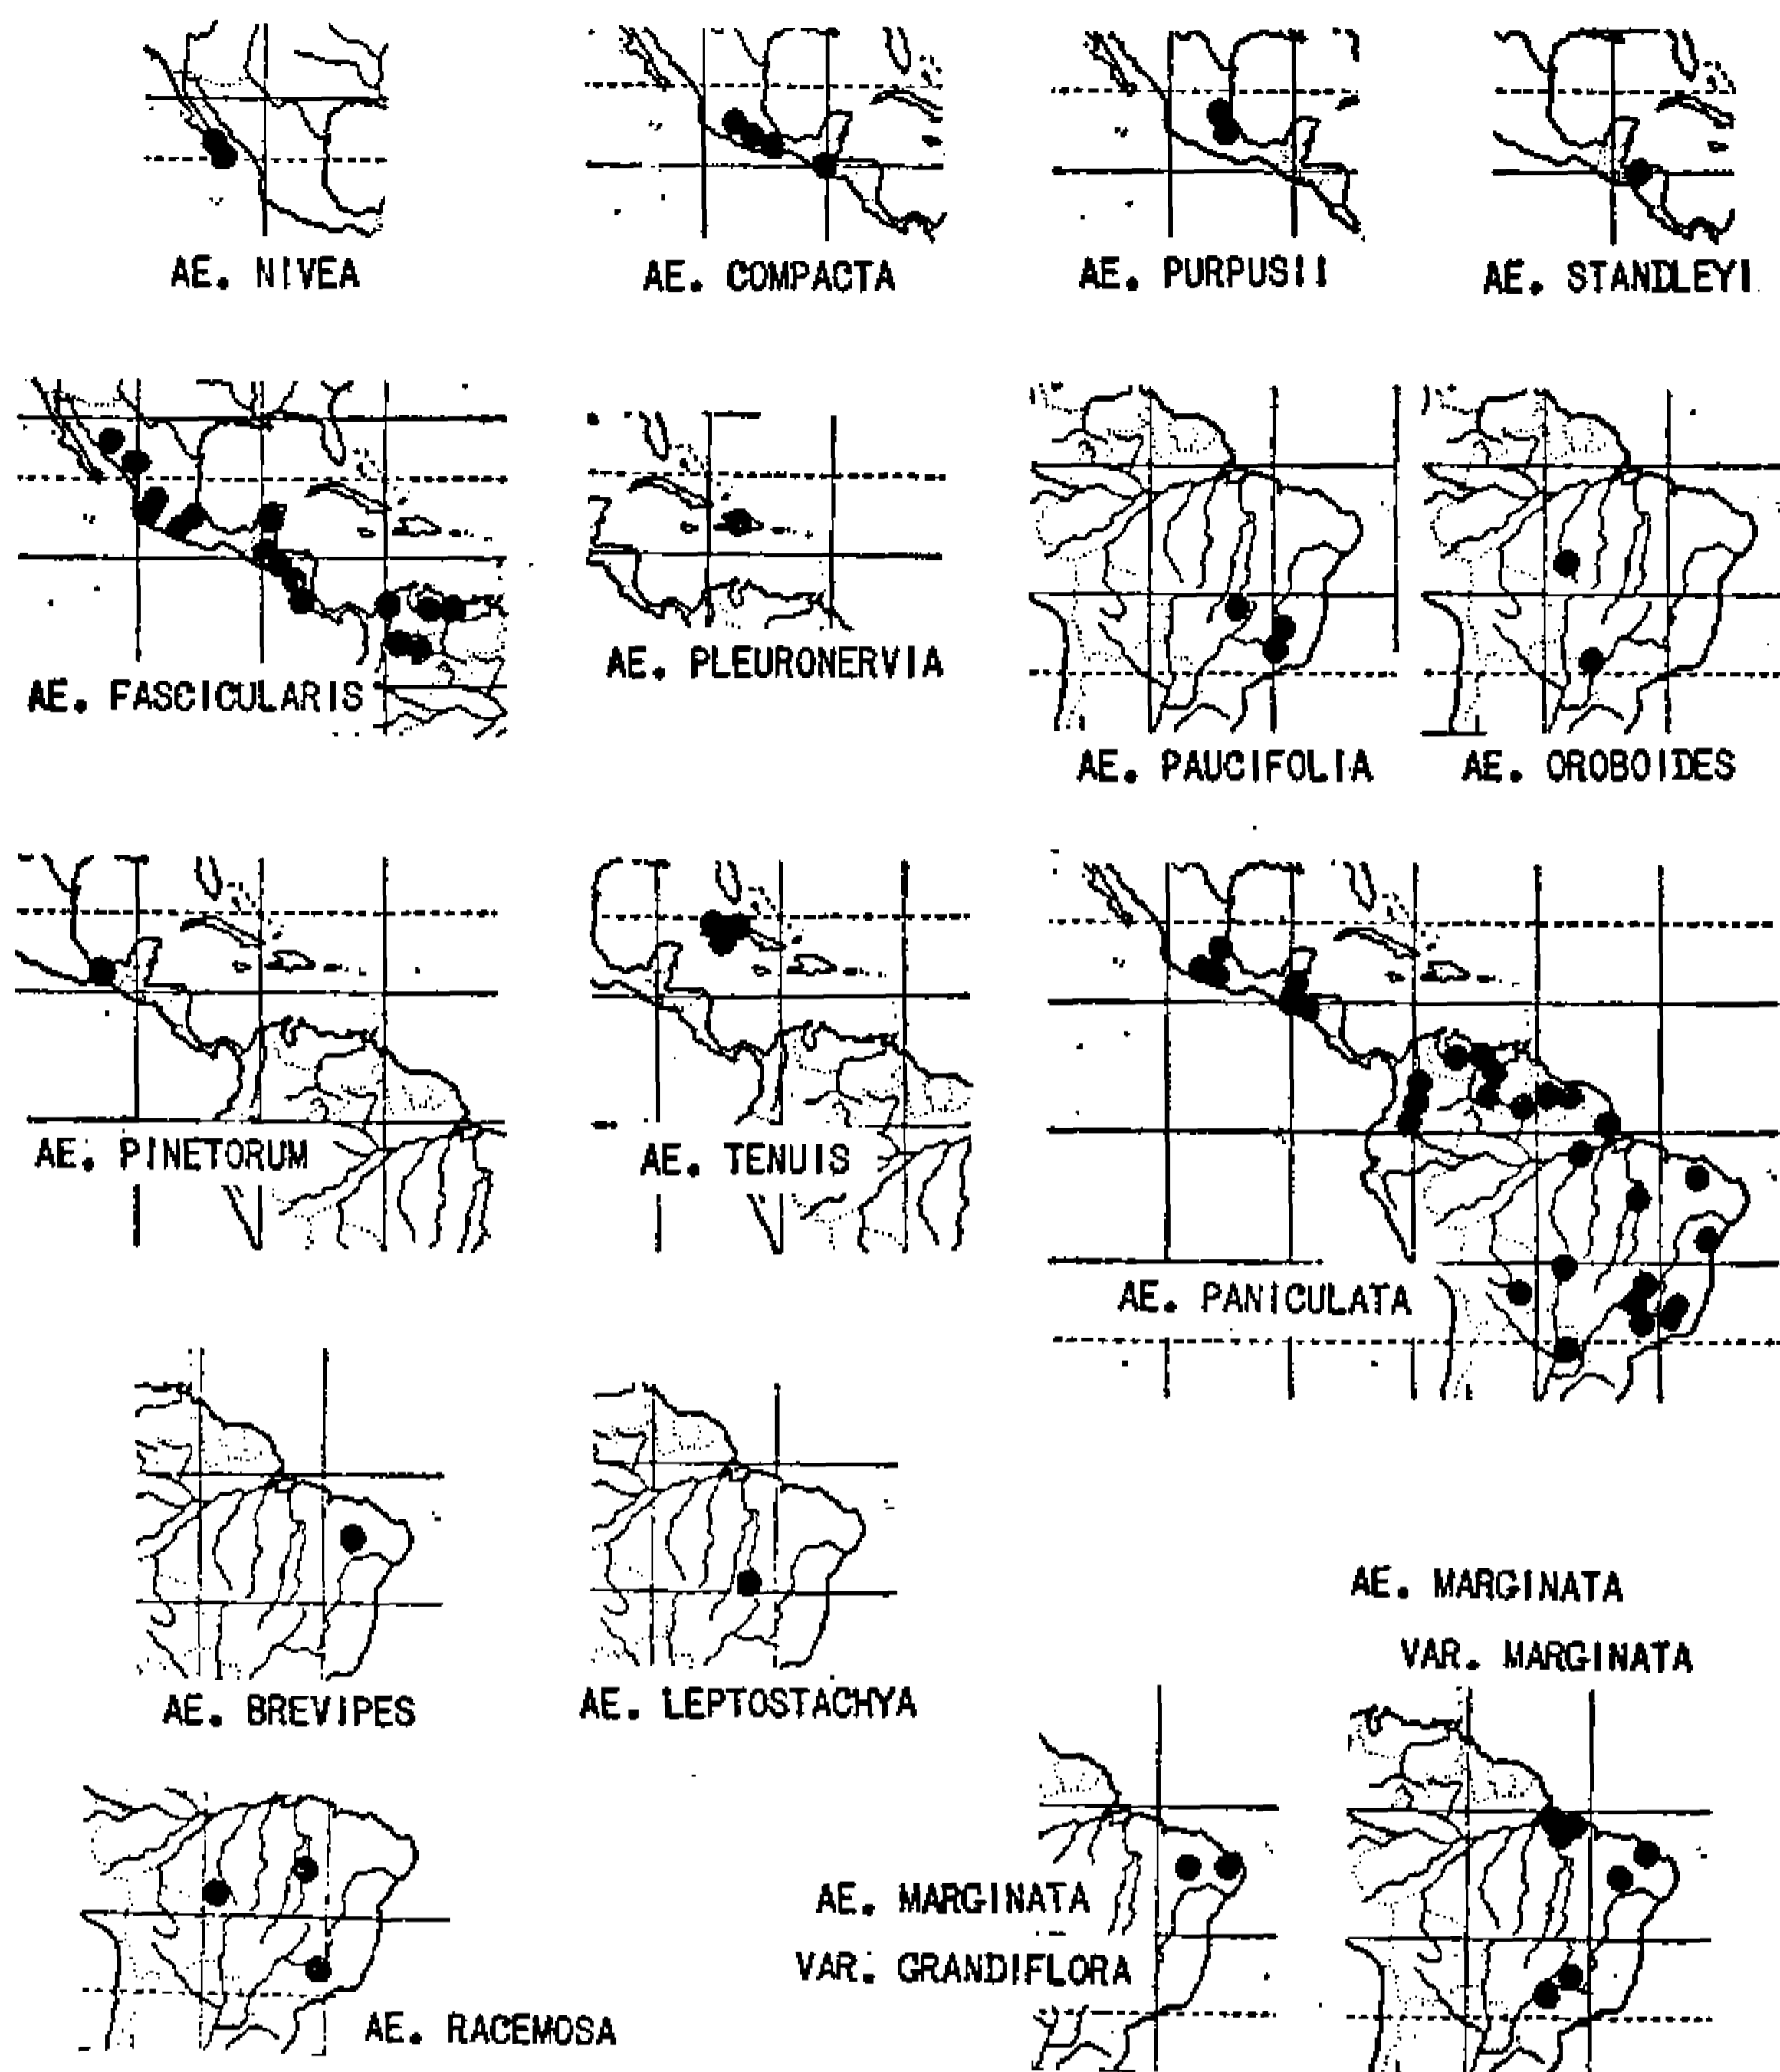 AE. NIVEA
AE. COMPACTA
AE. PURPUSII
AE. STANDLEYI
AE. FASCICULARIS
AE. PLEURONERVIA
AE. PAUCIFOLIA
AE. OROBOIDES
AE. PINETORUM
AE. TENUIS
AE. PANICULATA
AE. BREVIPES
AE. LEPTOSTACHYA
AE. MARGINATA
VAR. MARGINATA
AE. MARGINATA
VAR. GRANDIFLORA
AE. RACEMOSA